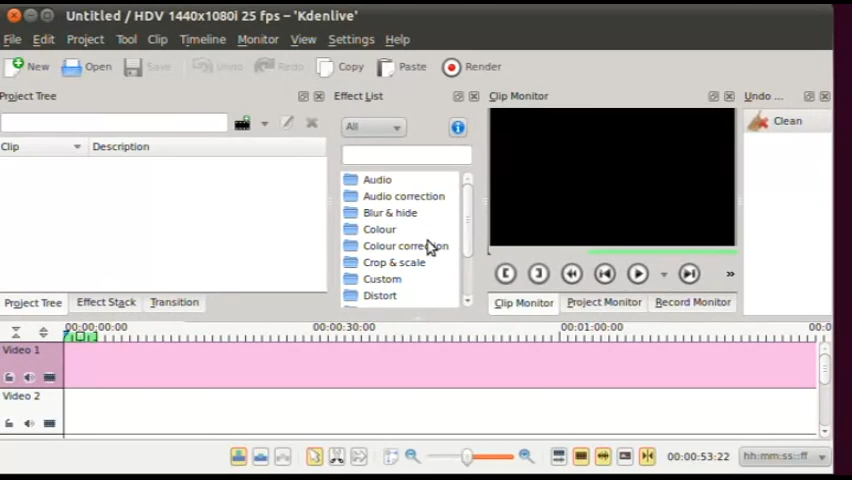 Untitled / HDV 1440x1080i 25 fps – 'Kdenlive'
File Edit Project Tool Clip Timeline Monitor View Settings Help
New Open Save Undo Redo Copy Paste Render
Project Tree Effect List Clip Monitor Undo ...
All Clean
Clip Description
Audio
Audio correction
Blur & hide
Colour
Colour correction
Crop & scale
Custom
Distort
Project Tree Effect Stack Transition Clip Monitor Project Monitor Record Monitor
00:00:00:00 00:00:30:00 00:01:00:00 00:0
Video 1
Video 2
00:00:53:22 hh:mm:ss::ff